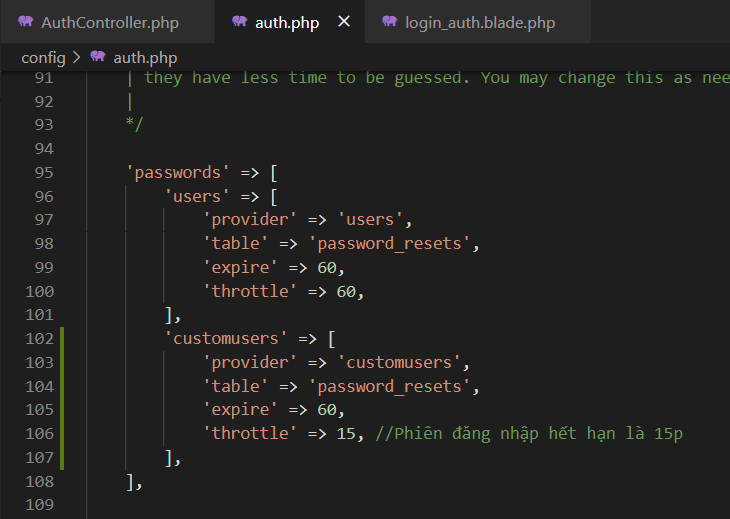 AuthController.php auth.php × login_auth.blade.php
config > auth.php
91 | they have less time to be guessed. You may change this as nee
92 |
93 */
94
95 'passwords' => [
96 'users' => [
97 'provider' => 'users',
98 'table' => 'password_resets',
99 'expire' => 60,
100 'throttle' => 60,
101 ],
102 'customusers' => [
103 'provider' => 'customusers',
104 'table' => 'password_resets',
105 'expire' => 60,
106 'throttle' => 15, //Phiên đăng nhập hết hạn là 15p
107 ],
108 ],
109